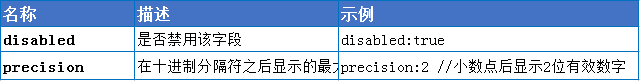 名称 描述 示例
disabled 是否禁用该字段 disabled:true
precision 在十进制分隔符之后显示的最 precision:2 //小数点后显示2位有效数字